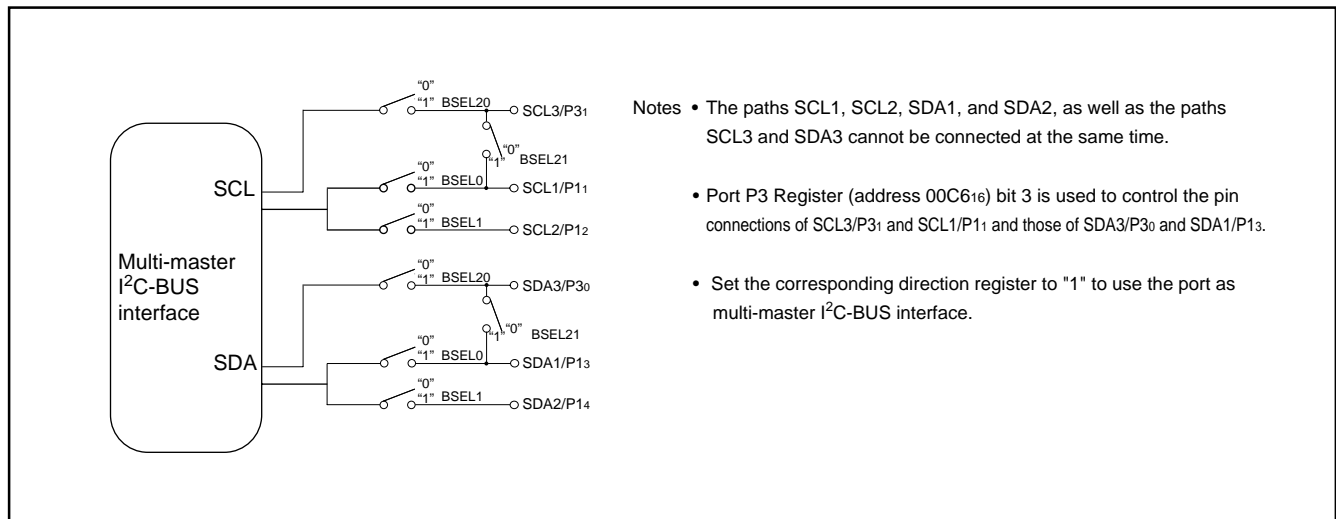 "0"
"1" BSEL20
SCL3/P31
"0"
"1"
BSEL21
SCL
"0"
"1" BSEL0
SCL1/P11
"0"
"1" BSEL1
SCL2/P12
Multi-master
I2C-BUS
interface
"0"
"1" BSEL20
SDA3/P30
"0"
"1"
BSEL21
SDA
"0"
"1" BSEL0
SDA1/P13
"0"
"1" BSEL1
SDA2/P14
Notes • The paths SCL1, SCL2, SDA1, and SDA2, as well as the paths
SCL3 and SDA3 cannot be connected at the same time.
• Port P3 Register (address 00C616) bit 3 is used to control the pin
connections of SCL3/P31 and SCL1/P11 and those of SDA3/P30 and SDA1/P13.
• Set the corresponding direction register to "1" to use the port as
multi-master I2C-BUS interface.